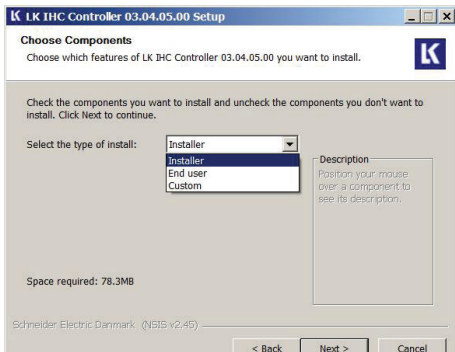 LK IHC Controller 03.04.05.00 Setup
Choose Components
Choose which features of LK IHC Controller 03.04.05.00 you want to install.
LK
Check the components you want to install and uncheck the components you don't want to
install. Click Next to continue.
Select the type of install:
Installer
Installer
End user
Custom
Description
Position your mouse
over a component to
see its description.
Space required: 78.3MB
Schneider Electric Danmark (NSIS v2.45)
< Back
Next >
Cancel